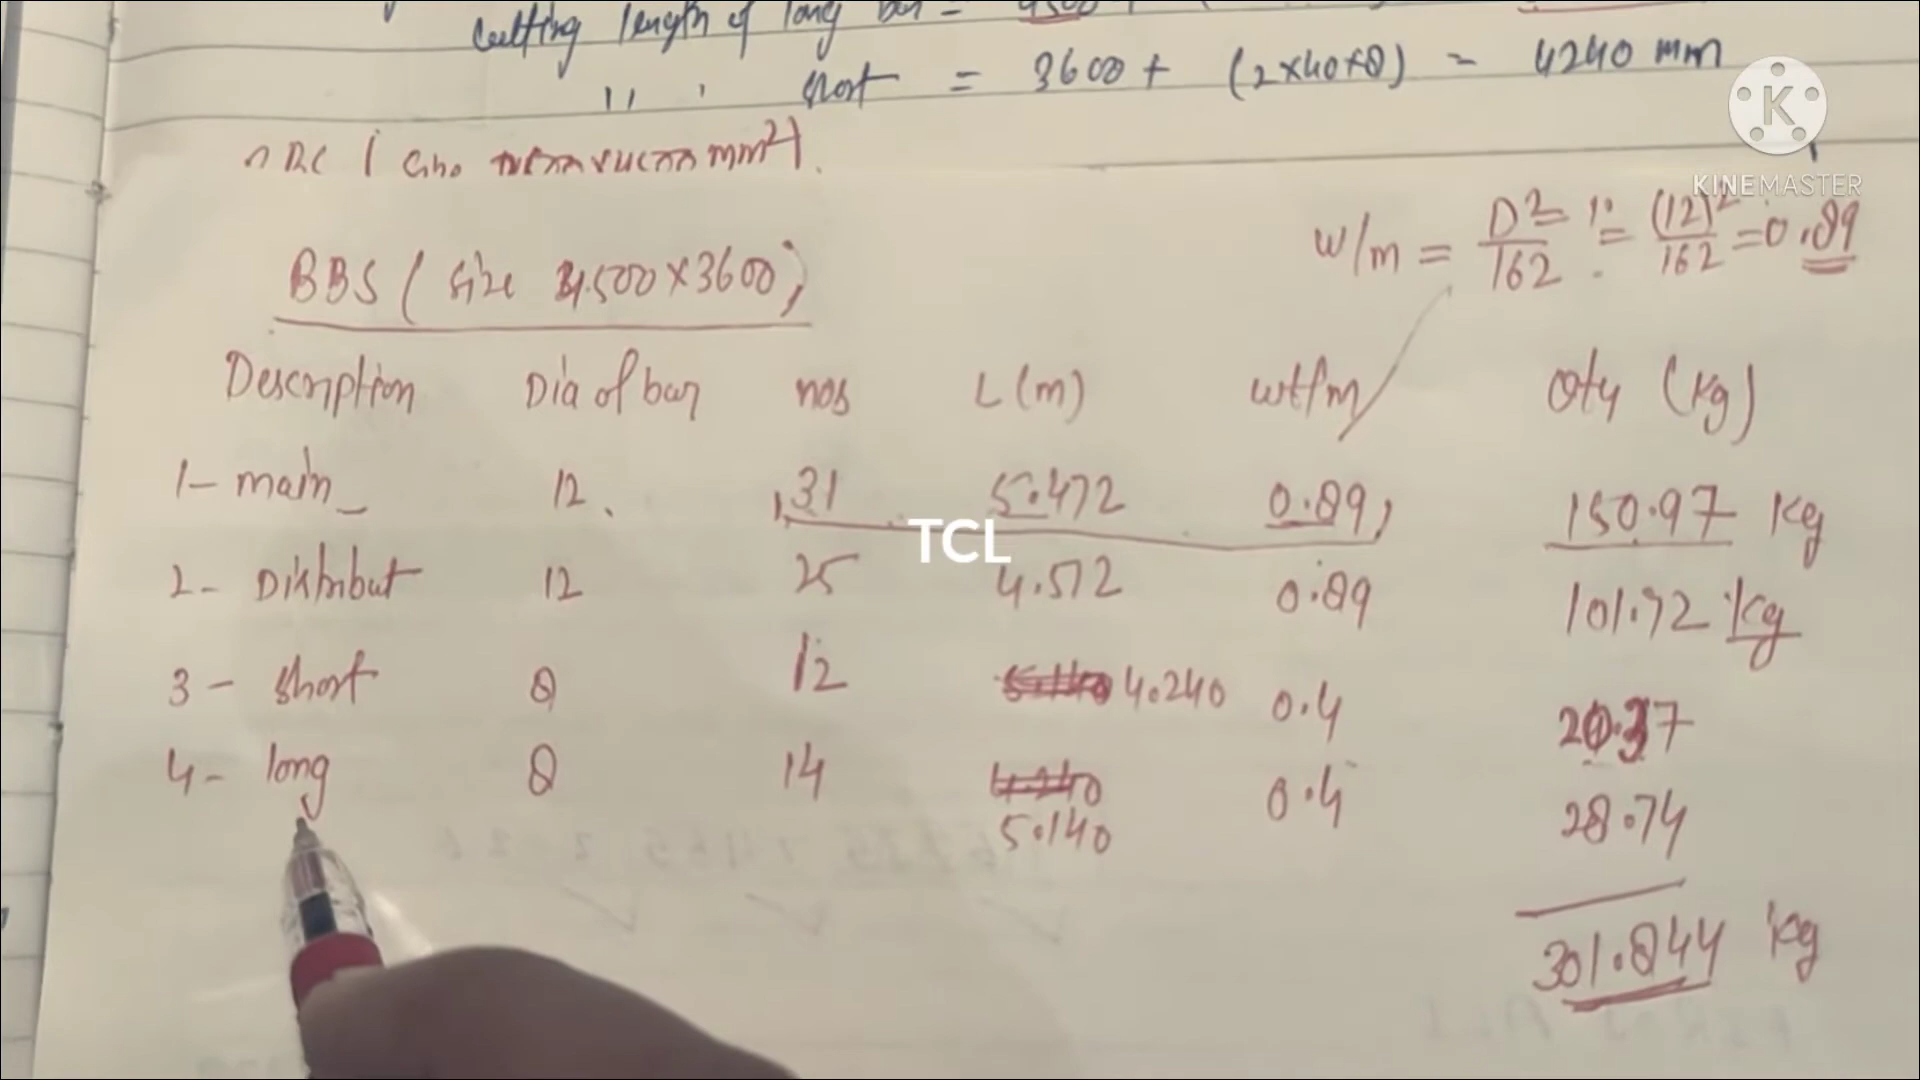 cutting length of long bar = 4500 +
11 , short = 3600 + (2x40x8) = 4240 mm
K
KINEMASTER
W/m = D²/162 = (12)²/162 = 0.89
BBS ( size 4500 x 3600 )
Description Dia of bar nos L (m) wt/m Qty (kg)
1- main 12 31 5.472 0.89 150.97 kg
TCL
2- Distribut 12 25 4.572 0.89 101.72 kg
3- short 8 12 4.240 0.4 20.37
4- long 8 14 5.140 0.4 28.74
301.844 kg